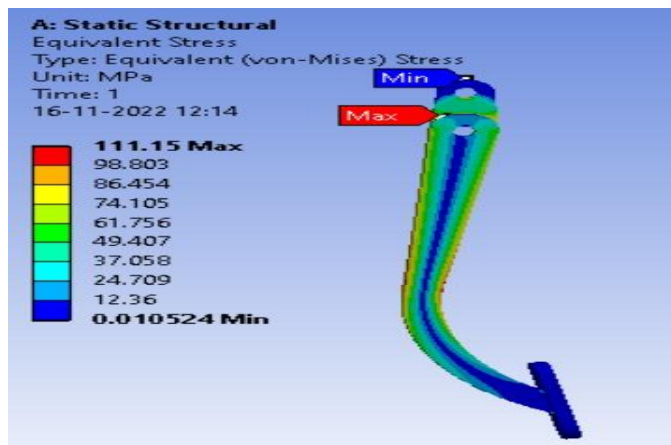 A: Static Structural
Equivalent Stress
Type: Equivalent (von-Mises) Stress
Unit: MPa
Time: 1
16-11-2022 12:14
Min
Max
111.15 Max
98.803
86.454
74.105
61.756
49.407
37.058
24.709
12.36
0.010524 Min